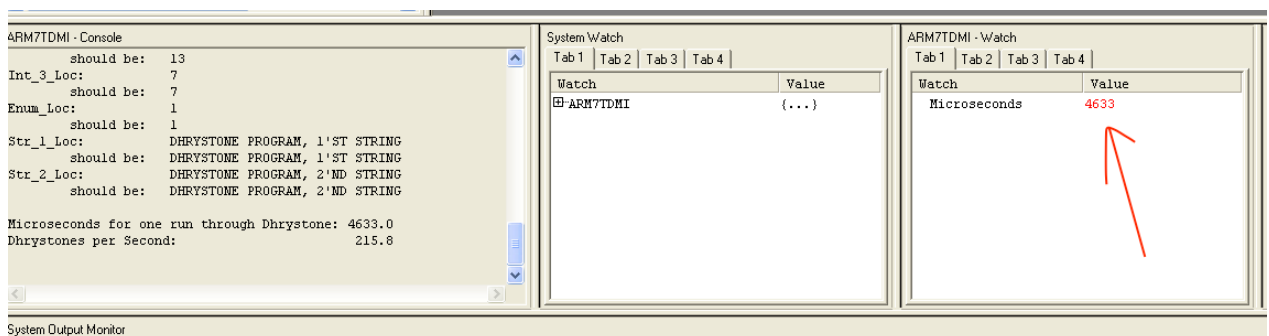 ARM7TDMI - Console
should be: 13
Int_3_Loc: 7
should be: 7
Enum_Loc: 1
should be: 1
Str_1_Loc: DHRYSTONE PROGRAM, 1'ST STRING
should be: DHRYSTONE PROGRAM, 1'ST STRING
Str_2_Loc: DHRYSTONE PROGRAM, 2'ND STRING
should be: DHRYSTONE PROGRAM, 2'ND STRING
Microseconds for one run through Dhrystone: 4633.0
Dhrystones per Second: 215.8
System Watch
Tab 1 Tab 2 Tab 3 Tab 4
Watch Value
ARM7TDMI {...}
ARM7TDMI - Watch
Tab 1 Tab 2 Tab 3 Tab 4
Watch Value
Microseconds 4633
System Output Monitor